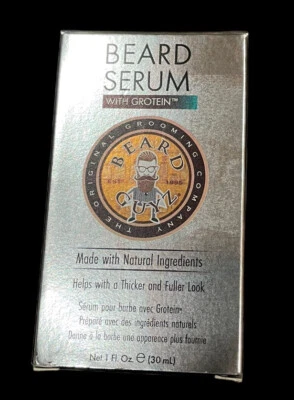 BEARD
SERUM
WITH GROTEIN™
THE ORIGINAL GROOMING COMPANY
BEARD
EST 1995
GUYZ
Made with Natural Ingredients
Helps with a Thicker and Fuller Look
Sérum pour barbe avec Grotein*
Préparé avec des ingrédients naturels
Donne à la barbe une apparence plus fournie
Net 1 Fl. Oz. ℮ (30 mL)